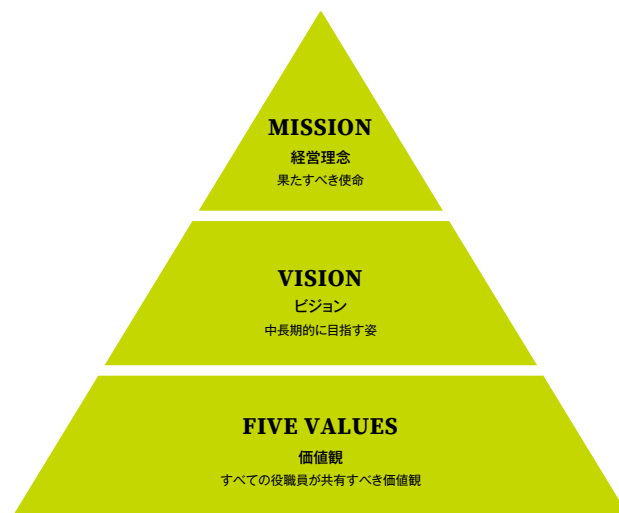 MISSION
経営理念
果たすべき使命
VISION
ビジョン
中長期的に目指す姿
FIVE VALUES
価値観
すべての役職員が共有すべき価値観